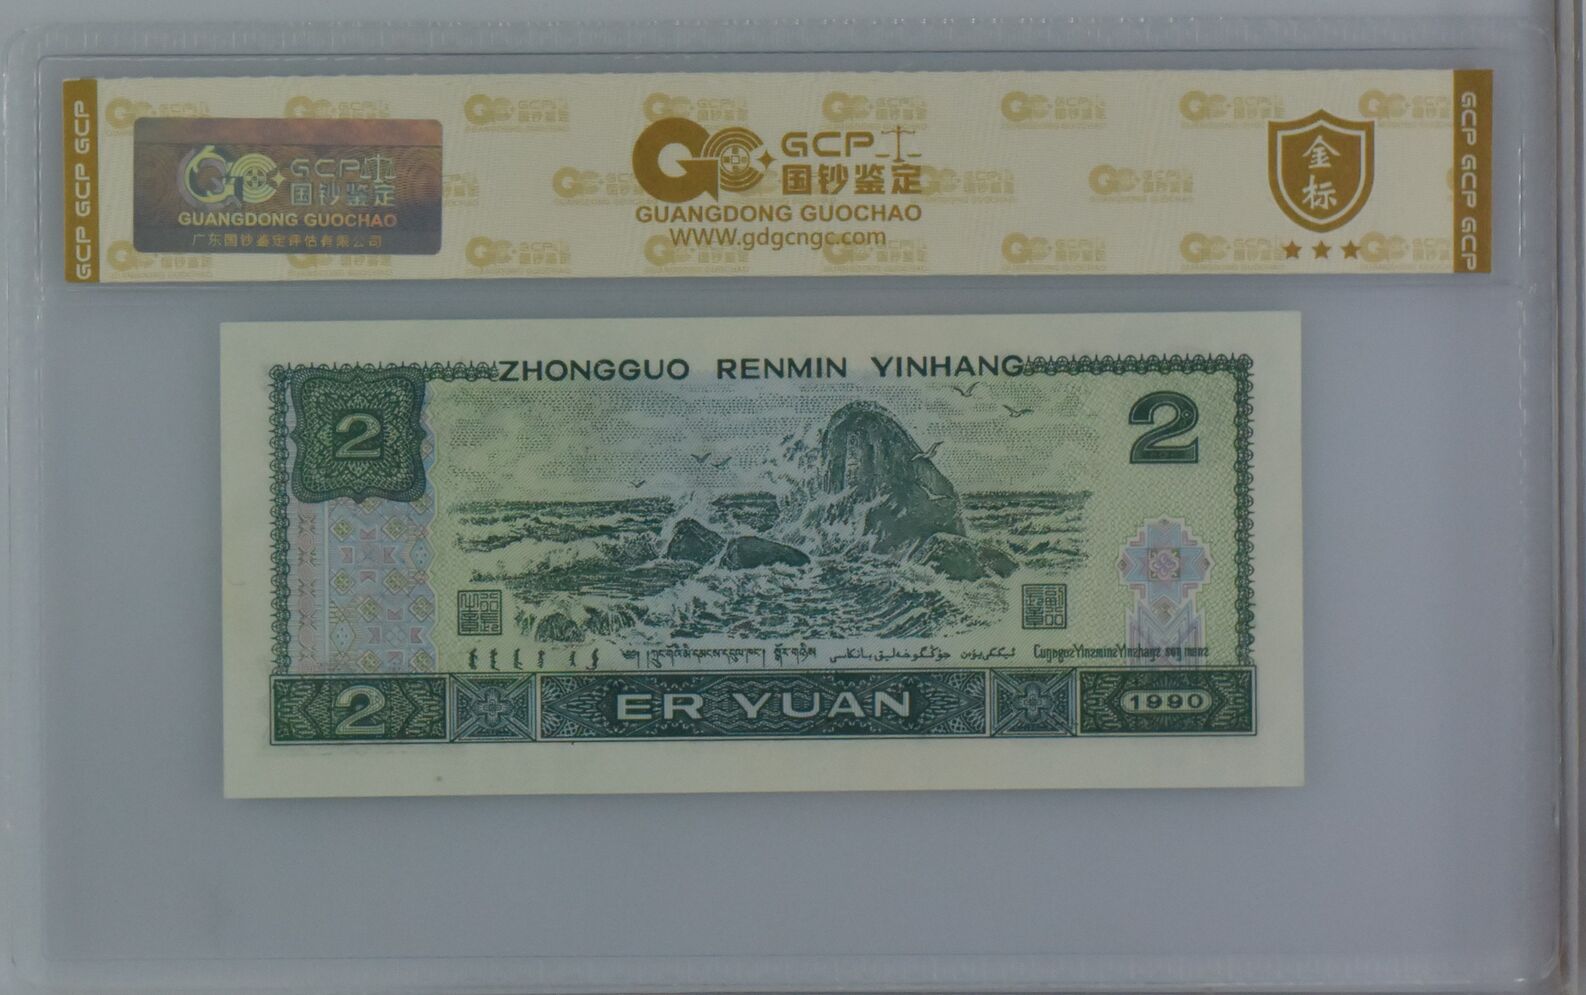 GCP GCP GCP
GCP
国钞鉴定
GUANGDONG GUOCHAO
广东国钞鉴定评估有限公司
GCP
国钞鉴定
GUANGDONG GUOCHAO
WWW.gdgcngc.com
金
标
GCP GCP GCP
ZHONGGUO RENMIN YINHANG
2
2
2
ER YUAN
1990